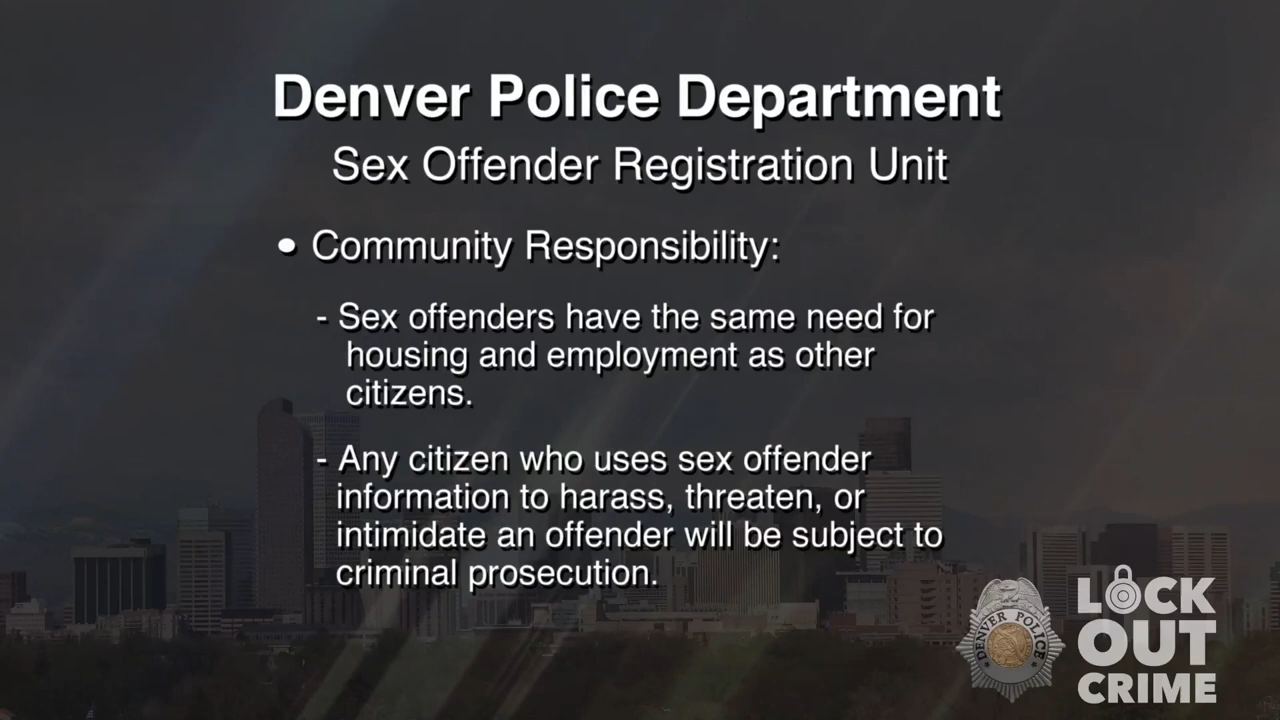 Denver Police Department
Sex Offender Registration Unit
• Community Responsibility:
- Sex offenders have the same need for
housing and employment as other
citizens.
- Any citizen who uses sex offender
information to harass, threaten, or
intimidate an offender will be subject to
criminal prosecution.
DENVER POLICE
LOCK
OUT
CRIME